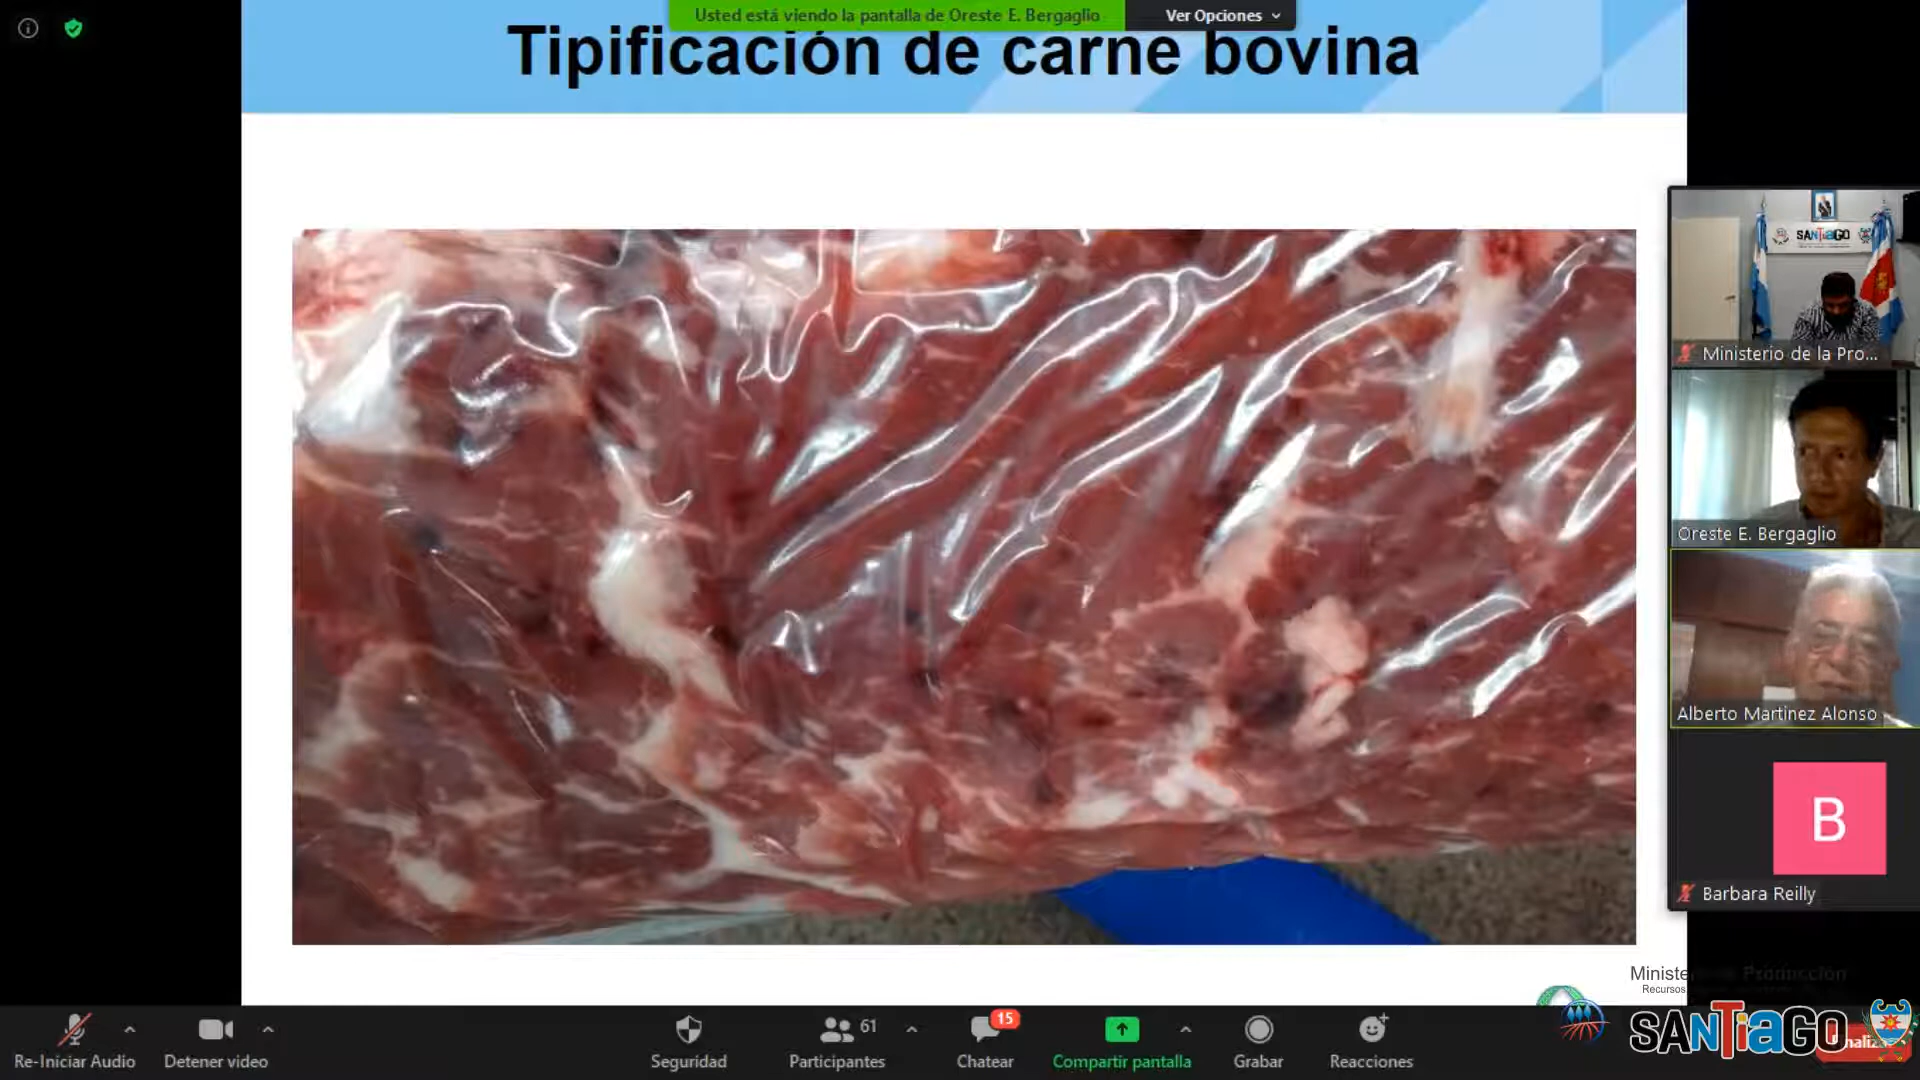 Usted está viendo la pantalla de Oreste E. Bergaglio
Ver Opciones
Tipificación de carne bovina
SANTiAGO
Ministerio de la Pro...
Oreste E. Bergaglio
Alberto Martinez Alonso
B
Barbara Reilly
Recursos
SANTiAGO
Re-Iniciar Audio
Detener video
Seguridad
61
Participantes
15
Chatear
Compartir pantalla
Grabar
Reacciones